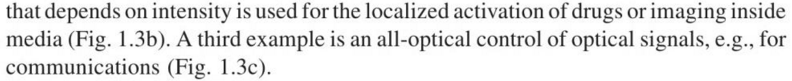 that depends on intensity is used for the localized activation of drugs or imaging inside
media (Fig. 1.3b). A third example is an all-optical control of optical signals, e.g., for
communications (Fig. 1.3c).